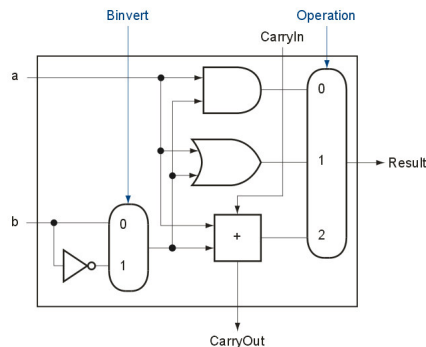 Binvert
Operation
CarryIn
a
0
1
Result
b
0
+
2
1
CarryOut